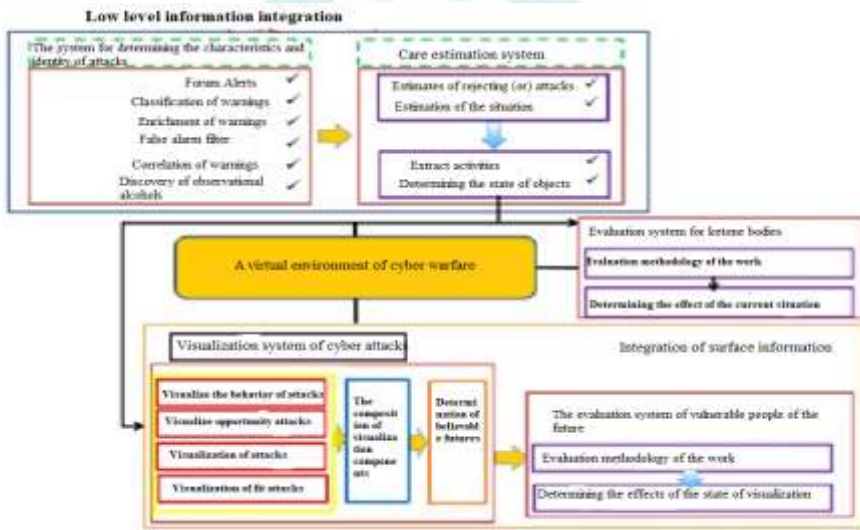 Low level information integration
The system for determining the characteristics and
identity of attacks
Forum Alerts
Classification of warnings
Enrichment of warnings
False alarm filter
Correlation of warnings
Discovery of observational
alcohols
Care estimation system
Estimates of rejecting (or) attacks
Estimation of the situation
Extract activities
Determining the state of objects
A virtual environment of cyber warfare
Evaluation system for ketene bodies
Evaluation methodology of the work
Determining the effect of the current situation
Visualization system of cyber attacks
Integration of surface information
Visualize the behavior of attacks
Visualize opportunity attacks
Visualization of attacks
Visualization of fit attacks
The
composit
ion of
visualiza
tion
compone
nts
Determi
nation of
believabl
e futures
The evaluation system of vulnerable people of the
future
Evaluation methodology of the work
Determining the effects of the state of visualization